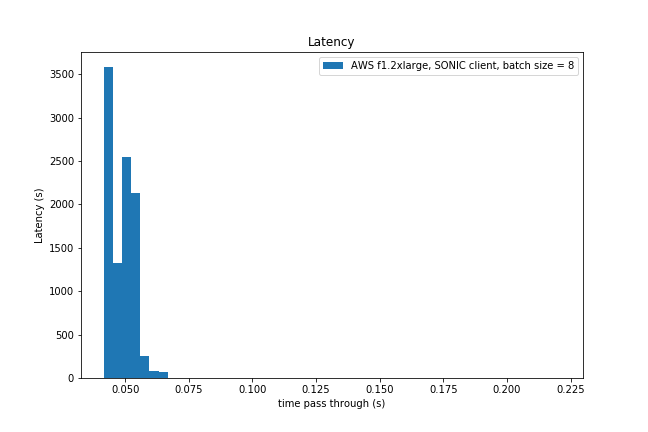 Latency
AWS f1.2xlarge, SONIC client, batch size = 8
Latency (s)
3500
3000
2500
2000
1500
1000
500
0
0.050 0.075 0.100 0.125 0.150 0.175 0.200 0.225
time pass through (s)